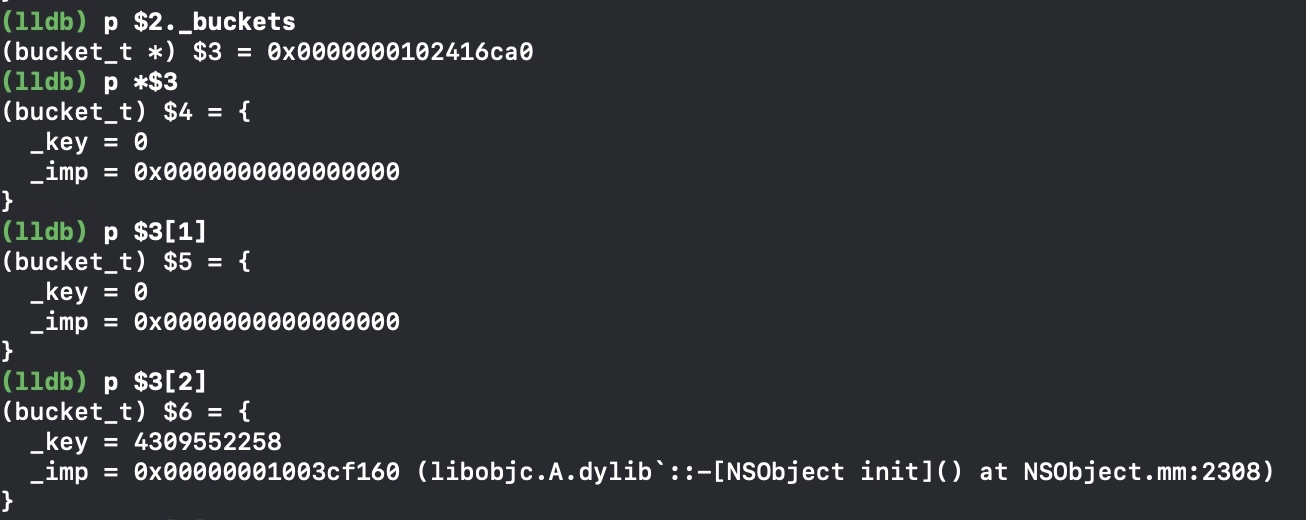 (lldb) p $2._buckets
(bucket_t *) $3 = 0x0000000102416ca0
(lldb) p *$3
(bucket_t) $4 = {
  _key = 0
  _imp = 0x0000000000000000
}
(lldb) p $3[1]
(bucket_t) $5 = {
  _key = 0
  _imp = 0x0000000000000000
}
(lldb) p $3[2]
(bucket_t) $6 = {
  _key = 4309552258
  _imp = 0x00000001003cf160 (libobjc.A.dylib`::-[NSObject init]() at NSObject.mm:2308)
}